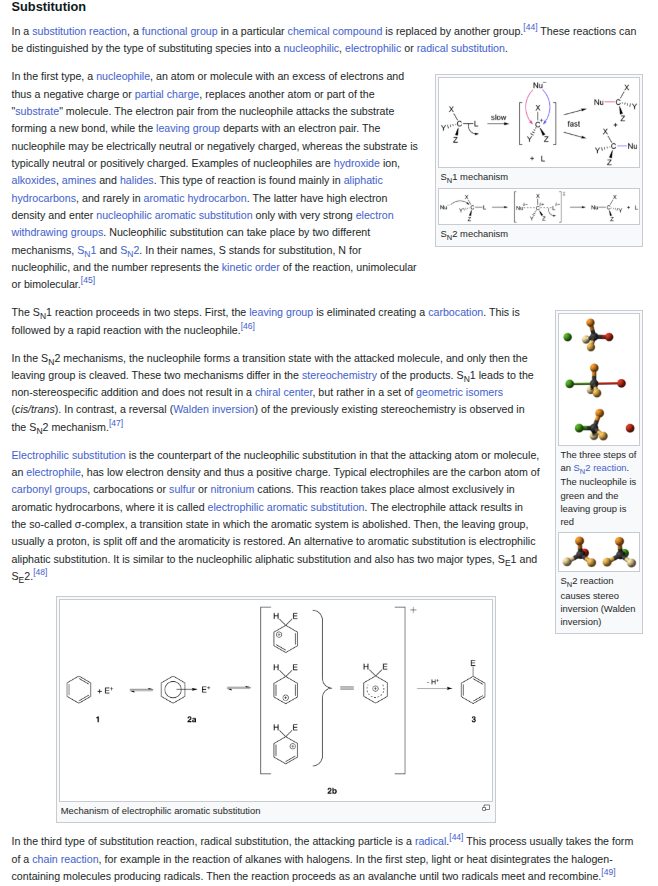 Substitution
In a substitution reaction, a functional group in a particular chemical compound is replaced by another group.[44] These reactions can
be distinguished by the type of substituting species into a nucleophilic, electrophilic or radical substitution.
In the first type, a nucleophile, an atom or molecule with an excess of electrons and
thus a negative charge or partial charge, replaces another atom or part of the
"substrate" molecule. The electron pair from the nucleophile attacks the substrate
forming a new bond, while the leaving group departs with an electron pair. The
nucleophile may be electrically neutral or negatively charged, whereas the substrate is
typically neutral or positively charged. Examples of nucleophiles are hydroxide ion,
alkoxides, amines and halides. This type of reaction is found mainly in aliphatic
hydrocarbons, and rarely in aromatic hydrocarbon. The latter have high electron
density and enter nucleophilic aromatic substitution only with very strong electron
withdrawing groups. Nucleophilic substitution can take place by two different
mechanisms, SN1 and SN2. In their names, S stands for substitution, N for
nucleophilic, and the number represents the kinetic order of the reaction, unimolecular
or bimolecular.[45]
X
Y C L
Z
slow
Nu−
X
C+
Y Z
+ L
fast
X
Nu C Y
Z
+
X
Y C Nu
Z
SN1 mechanism
SN2 mechanism
The SN1 reaction proceeds in two steps. First, the leaving group is eliminated creating a carbocation. This is
followed by a rapid reaction with the nucleophile.[46]
In the SN2 mechanisms, the nucleophile forms a transition state with the attacked molecule, and only then the
leaving group is cleaved. These two mechanisms differ in the stereochemistry of the products. SN1 leads to the
non-stereospecific addition and does not result in a chiral center, but rather in a set of geometric isomers
(cis/trans). In contrast, a reversal (Walden inversion) of the previously existing stereochemistry is observed in
the SN2 mechanism.[47]
Electrophilic substitution is the counterpart of the nucleophilic substitution in that the attacking atom or molecule,
an electrophile, has low electron density and thus a positive charge. Typical electrophiles are the carbon atom of
carbonyl groups, carbocations or sulfur or nitronium cations. This reaction takes place almost exclusively in
aromatic hydrocarbons, where it is called electrophilic aromatic substitution. The electrophile attack results in
the so-called σ-complex, a transition state in which the aromatic system is abolished. Then, the leaving group,
usually a proton, is split off and the aromaticity is restored. An alternative to aromatic substitution is electrophilic
aliphatic substitution. It is similar to the nucleophilic aliphatic substitution and also has two major types, SE1 and
SE2.[48]
The three steps of
an SN2 reaction.
The nucleophile is
green and the
leaving group is
red
SN2 reaction
causes stereo
inversion (Walden
inversion)
+ E+
1
E+
2a
H E
H E
H E
H E
+
2b
- H+
E
3
Mechanism of electrophilic aromatic substitution
In the third type of substitution reaction, radical substitution, the attacking particle is a radical.[44] This process usually takes the form
of a chain reaction, for example in the reaction of alkanes with halogens. In the first step, light or heat disintegrates the halogen-
containing molecules producing radicals. Then the reaction proceeds as an avalanche until two radicals meet and recombine.[49]